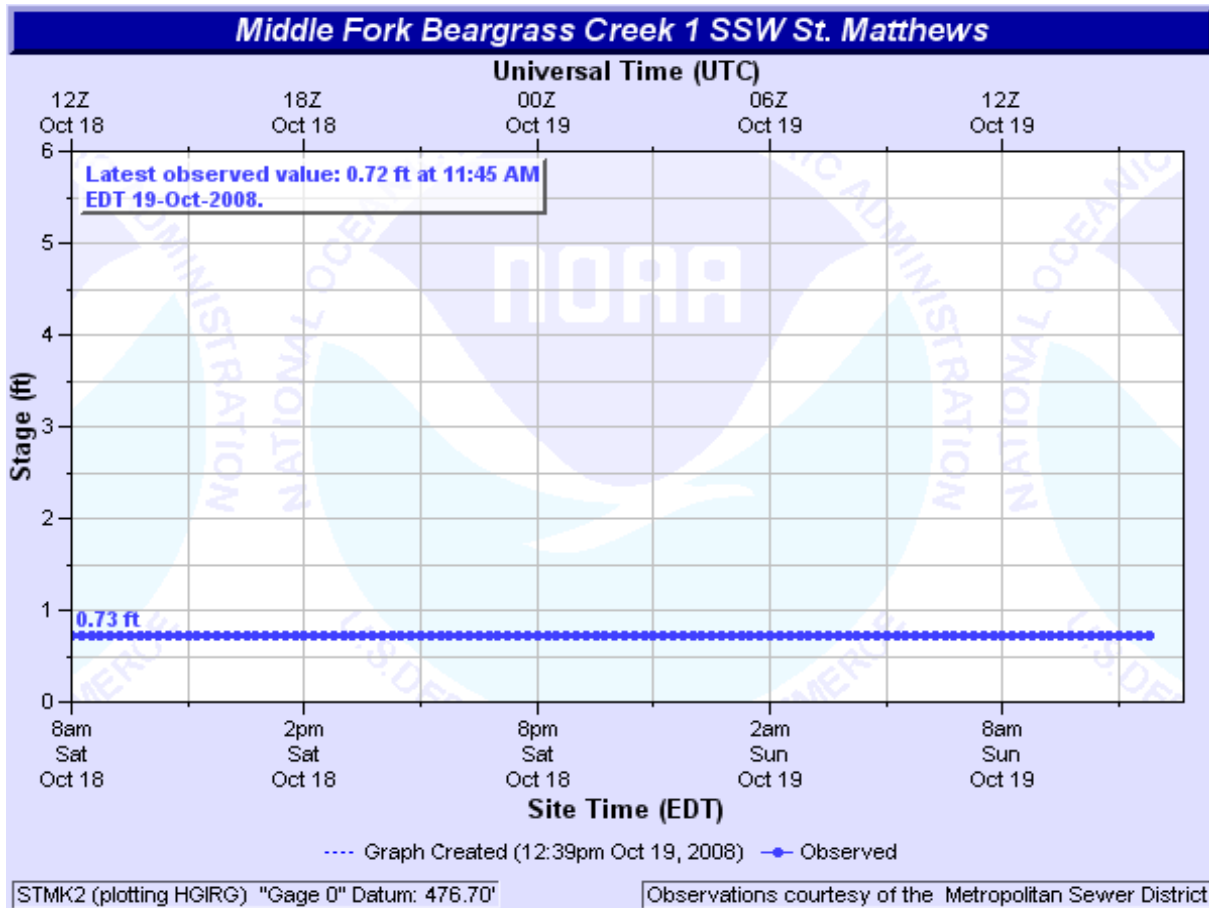 Middle Fork Beargrass Creek 1 SSW St. Matthews
Universal Time (UTC)
12Z 18Z 00Z 06Z 12Z
Oct 18 Oct 18 Oct 19 Oct 19 Oct 19
Latest observed value: 0.72 ft at 11:45 AM
EDT 19-Oct-2008.
NOAA
NATIONAL OCEANIC
ADMINISTRATION
Stage (ft)
6
5
4
3
2
1
0
0.73 ft
8am 2pm 8pm 2am 8am
Sat Sat Sat Sun Sun
Oct 18 Oct 18 Oct 18 Oct 19 Oct 19
Site Time (EDT)
Graph Created (12:39pm Oct 19, 2008) Observed
STMK2 (plotting HGIRG) "Gage 0" Datum: 476.70' Observations courtesy of the Metropolitan Sewer District